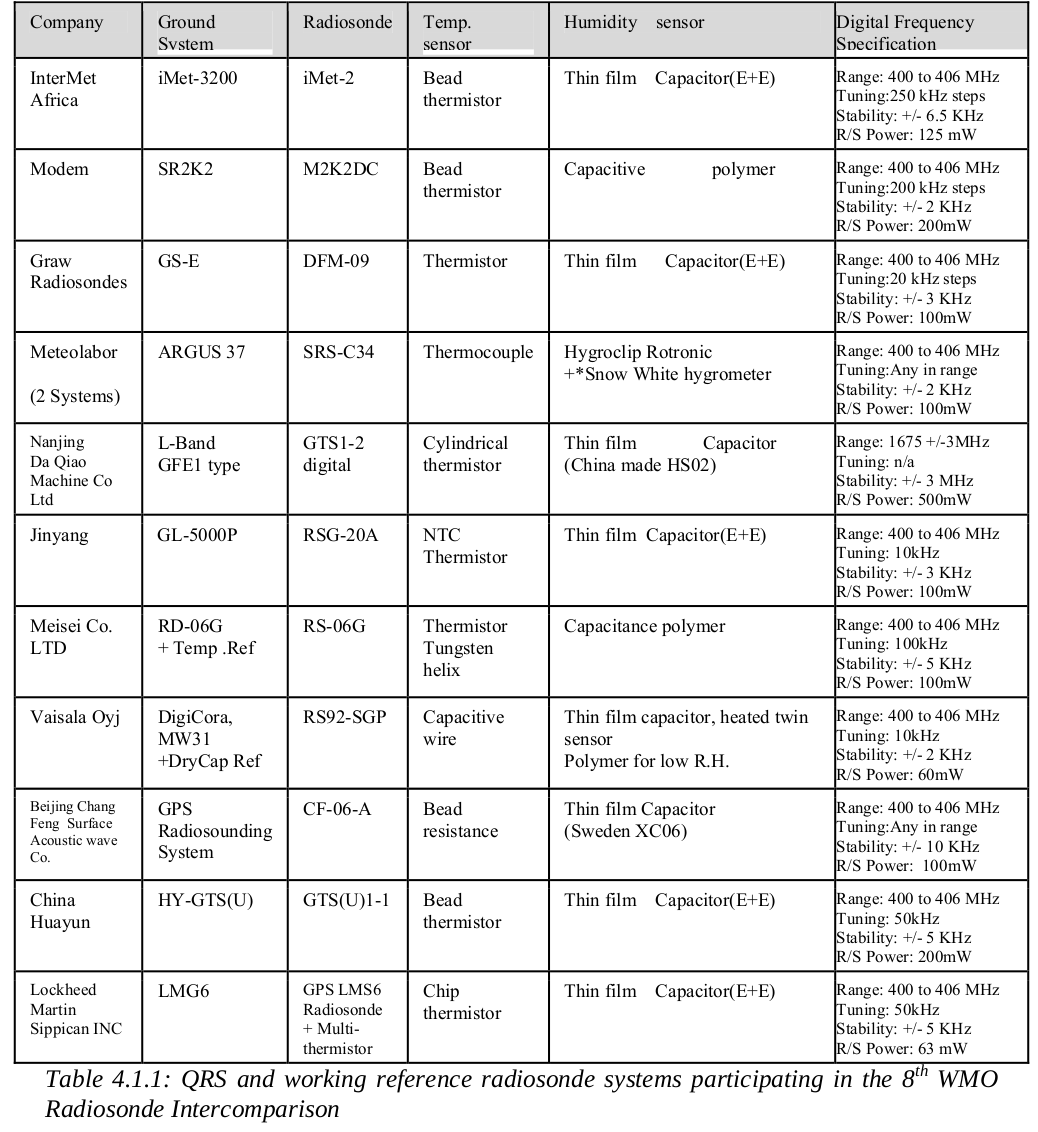 Company
Ground
System
Radiosonde
Temp.
sensor
Humidity sensor
Digital Frequency
Specification
InterMet
Africa
iMet-3200
iMet-2
Bead
thermistor
Thin film Capacitor(E+E)
Range: 400 to 406 MHz
Tuning:250 kHz steps
Stability: +/- 6.5 KHz
R/S Power: 125 mW
Modem
SR2K2
M2K2DC
Bead
thermistor
Capacitive polymer
Range: 400 to 406 MHz
Tuning:200 kHz steps
Stability: +/- 2 KHz
R/S Power: 200mW
Graw
Radiosondes
GS-E
DFM-09
Thermistor
Thin film Capacitor(E+E)
Range: 400 to 406 MHz
Tuning:20 kHz steps
Stability: +/- 3 KHz
R/S Power: 100mW
Meteolabor
(2 Systems)
ARGUS 37
SRS-C34
Thermocouple
Hygroclip Rotronic
+*Snow White hygrometer
Range: 400 to 406 MHz
Tuning:Any in range
Stability: +/- 2 KHz
R/S Power: 100mW
Nanjing
Da Qiao
Machine Co
Ltd
L-Band
GFE1 type
GTS1-2
digital
Cylindrical
thermistor
Thin film Capacitor
(China made HS02)
Range: 1675 +/-3MHz
Tuning: n/a
Stability: +/- 3 MHz
R/S Power: 500mW
Jinyang
GL-5000P
RSG-20A
NTC
Thermistor
Thin film Capacitor(E+E)
Range: 400 to 406 MHz
Tuning: 10kHz
Stability: +/- 3 KHz
R/S Power: 100mW
Meisei Co.
LTD
RD-06G
+ Temp .Ref
RS-06G
Thermistor
Tungsten
helix
Capacitance polymer
Range: 400 to 406 MHz
Tuning: 100kHz
Stability: +/- 5 KHz
R/S Power: 100mW
Vaisala Oyj
DigiCora,
MW31
+DryCap Ref
RS92-SGP
Capacitive
wire
Thin film capacitor, heated twin
sensor
Polymer for low R.H.
Range: 400 to 406 MHz
Tuning: 10kHz
Stability: +/- 2 KHz
R/S Power: 60mW
Beijing Chang
Feng Surface
Acoustic wave
Co.
GPS
Radiosounding
System
CF-06-A
Bead
resistance
Thin film Capacitor
(Sweden XC06)
Range: 400 to 406 MHz
Tuning:Any in range
Stability: +/- 10 KHz
R/S Power: 100mW
China
Huayun
HY-GTS(U)
GTS(U)1-1
Bead
thermistor
Thin film Capacitor(E+E)
Range: 400 to 406 MHz
Tuning: 50kHz
Stability: +/- 5 KHz
R/S Power: 200mW
Lockheed
Martin
Sippican INC
LMG6
GPS LMS6
Radiosonde
+ Multi-
thermistor
Chip
thermistor
Thin film Capacitor(E+E)
Range: 400 to 406 MHz
Tuning: 50kHz
Stability: +/- 5 KHz
R/S Power: 63 mW
Table 4.1.1: QRS and working reference radiosonde systems participating in the 8th WMO
Radiosonde Intercomparison